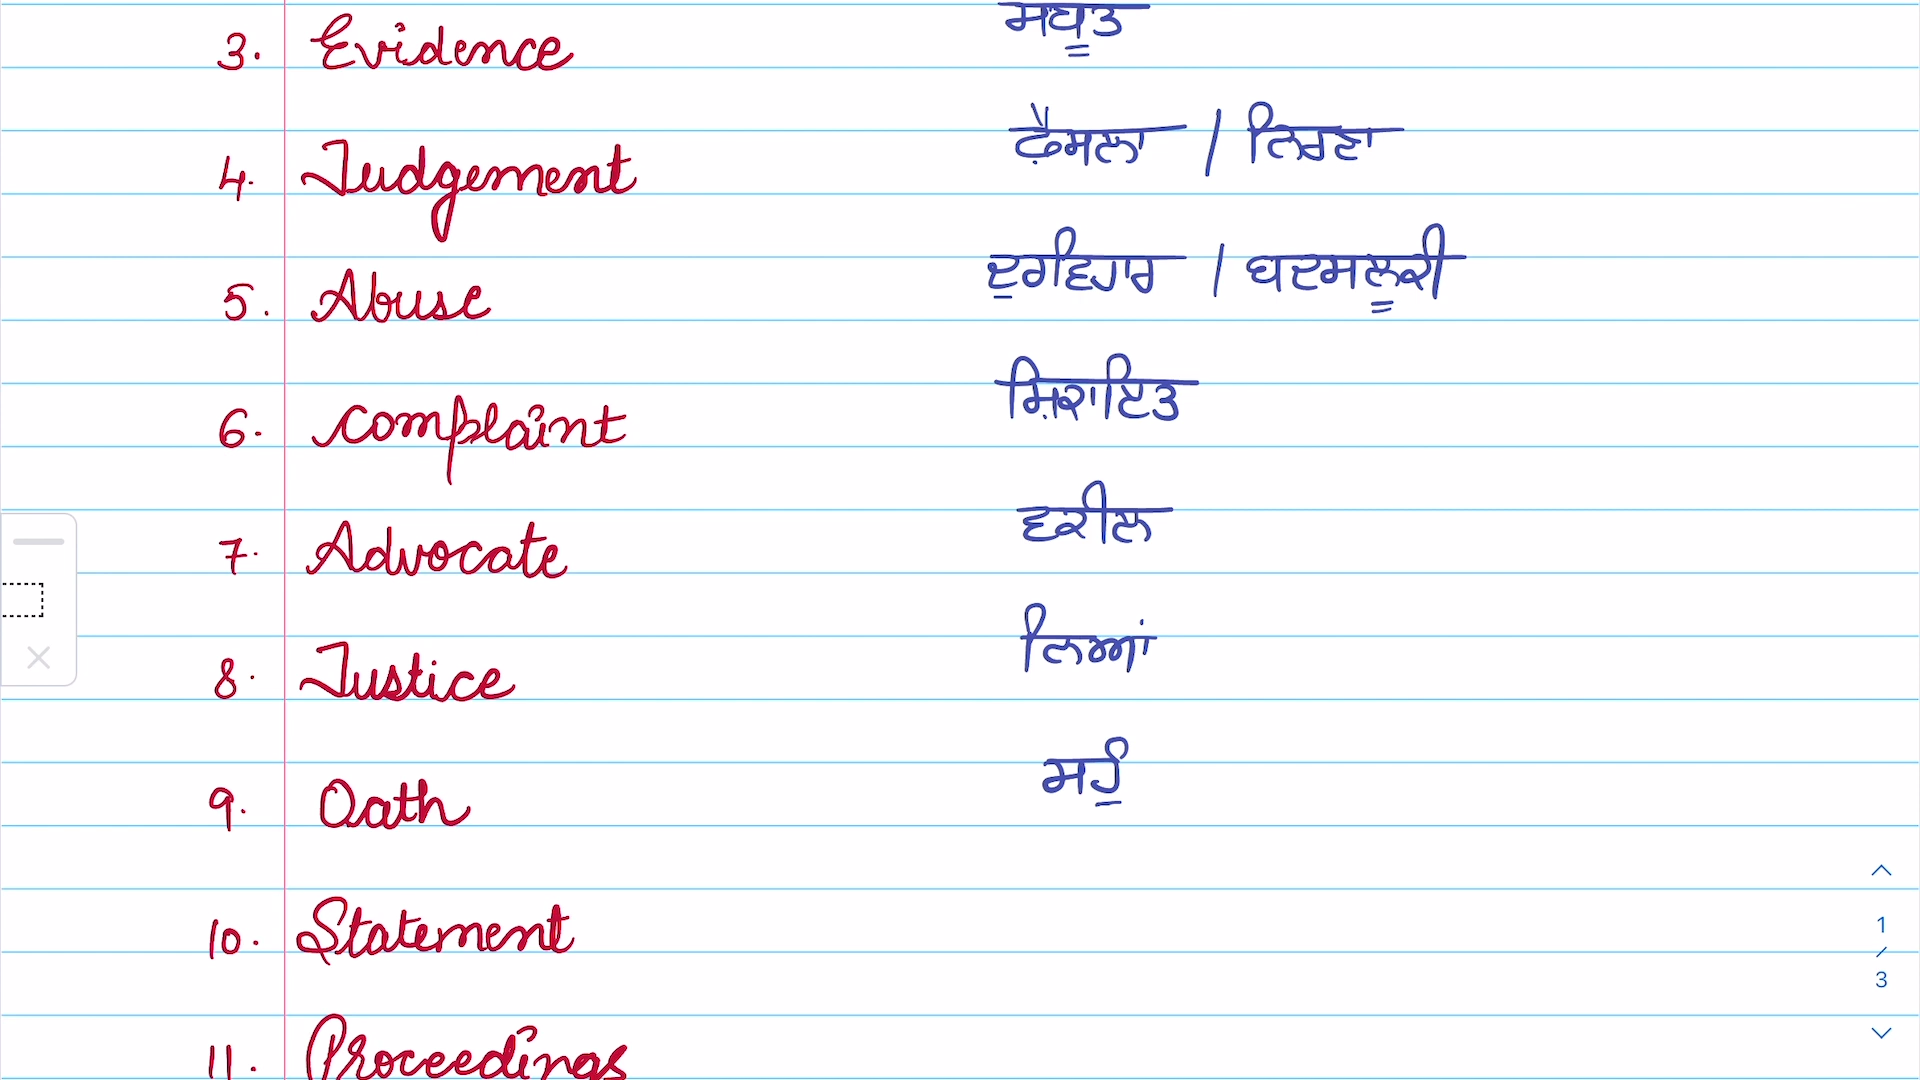 3. Evidence ਸਬੂਤ
4. Judgement ਫ਼ੈਸਲਾ / ਨਿਰਣਾ
5. Abuse ਦੁਰਵਿਹਾਰ / ਬਦਸਲੂਕੀ
6. Complaint ਸ਼ਿਕਾਇਤ
7. Advocate ਵਕੀਲ
8. Justice ਨਿਆਂ
9. Oath ਸਹੁੰ
10. Statement
11. Proceedings
1
/
3